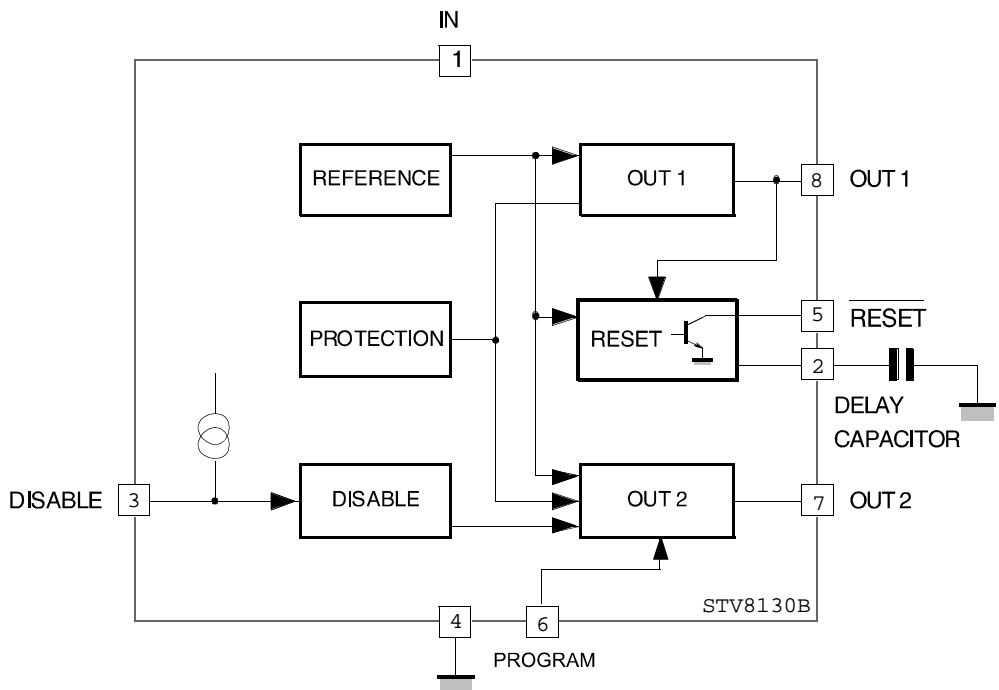 IN
1
REFERENCE
OUT 1
8
OUT 1
5
RESET
PROTECTION
RESET
2
DELAY
CAPACITOR
DISABLE
3
DISABLE
OUT 2
7
OUT 2
STV8130B
4
6
PROGRAM